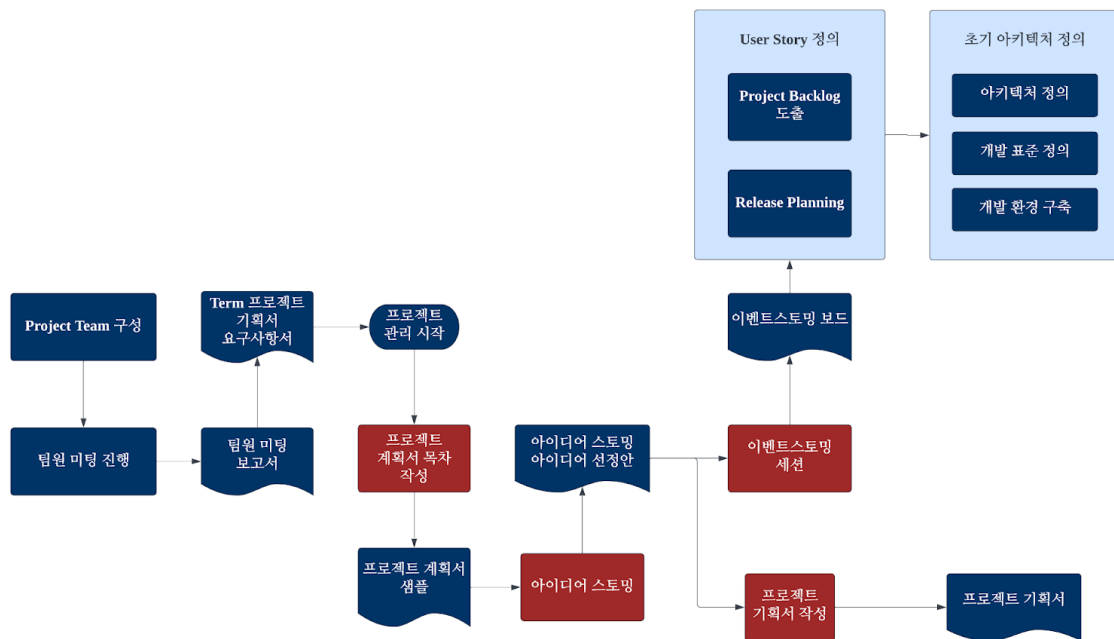 User Story 정의
Project Backlog
도출
Release Planning
초기 아키텍처 정의
아키텍처 정의
개발 표준 정의
개발 환경 구축
Project Team 구성
Term 프로젝트
기획서
요구사항서
프로젝트
관리 시작
이벤트스토밍 보드
팀원 미팅 진행
팀원 미팅
보고서
프로젝트
계획서 목차
작성
아이디어 스토밍
아이디어 선정안
이벤트스토밍
세션
프로젝트 계획서
샘플
아이디어 스토밍
프로젝트
기획서 작성
프로젝트 기획서